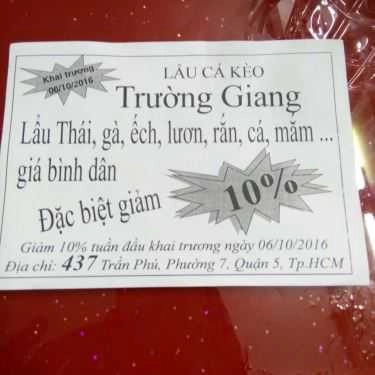 Khai trương
06/10/2016
LẨU CÁ KÈO
Trường Giang
Lẩu Thái, gà, ếch, lươn, rắn, cá, mắm ...
giá bình dân
Đặc biệt giảm
10%
Giảm 10% tuần đầu khai trương ngày 06/10/2016
Địa chỉ: 437 Trần Phú, Phường 7, Quận 5, Tp.HCM